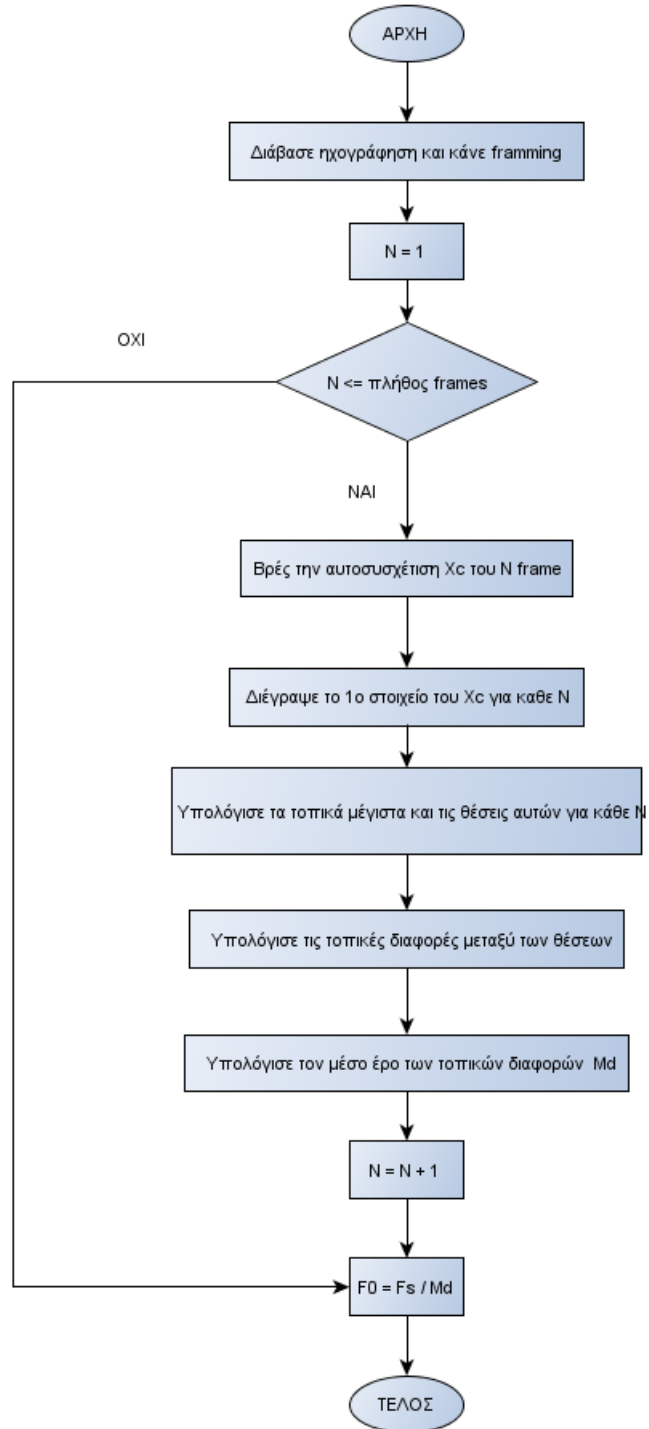 ΑΡΧΗ
Διάβασε ηχογράφηση και κάνε framming
N = 1
ΟΧΙ
N <= πλήθος frames
ΝΑΙ
Βρές την αυτοσυσχέτιση Xc του N frame
Διέγραψε το 1ο στοιχείο του Xc για καθε N
Υπολόγισε τα τοπικά μέγιστα και τις θέσεις αυτών για κάθε N
Υπολόγισε τις τοπικές διαφορές μεταξύ των θέσεων
Υπολόγισε τον μέσο έρο των τοπικών διαφορών Md
N = N + 1
F0 = Fs / Md
ΤΕΛΟΣ